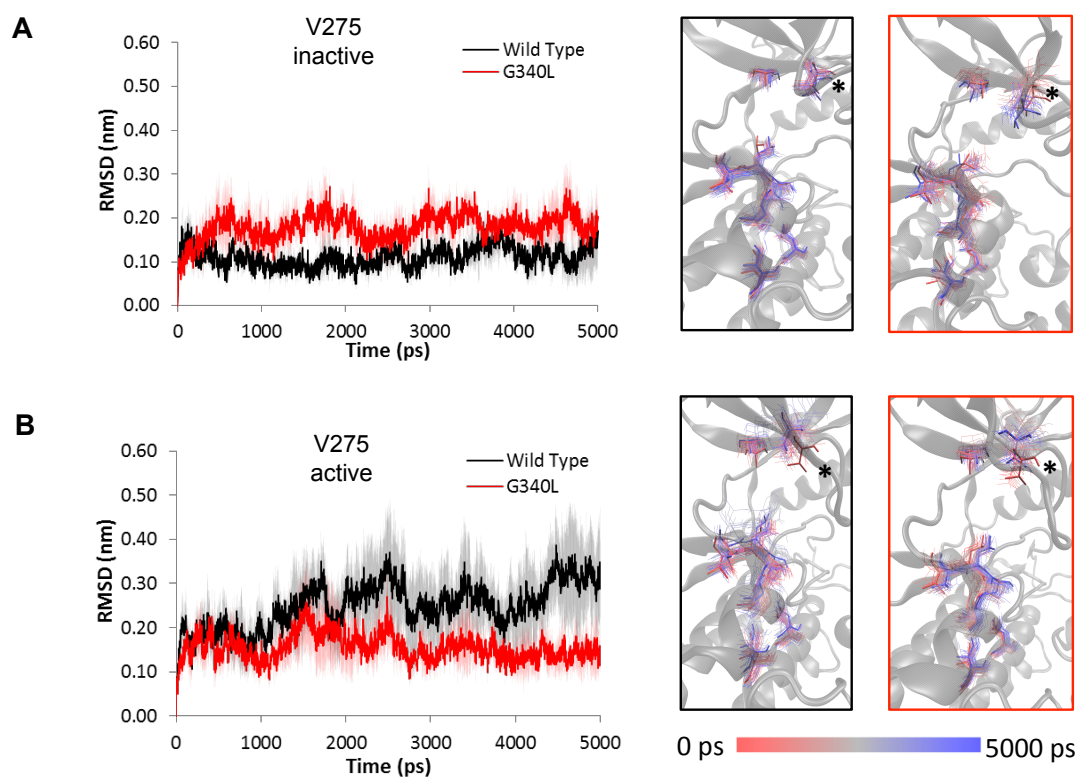 A
V275
inactive
Wild Type
G340L
0.60
0.50
0.40
0.30
0.20
0.10
0.00
RMSD (nm)
0
1000
2000
3000
4000
5000
Time (ps)
*
*
B
V275
active
Wild Type
G340L
0.60
0.50
0.40
0.30
0.20
0.10
0.00
RMSD (nm)
0
1000
2000
3000
4000
5000
Time (ps)
*
*
0 ps
5000 ps